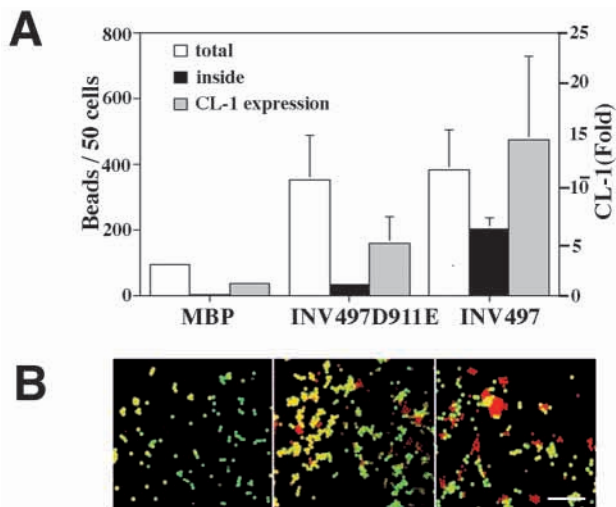 A
800
600
400
200
0
Beads / 50 cells
total
inside
CL-1 expression
25
20
15
10
5
0
CL-1(Fold)
MBP INV497D911E INV497
B